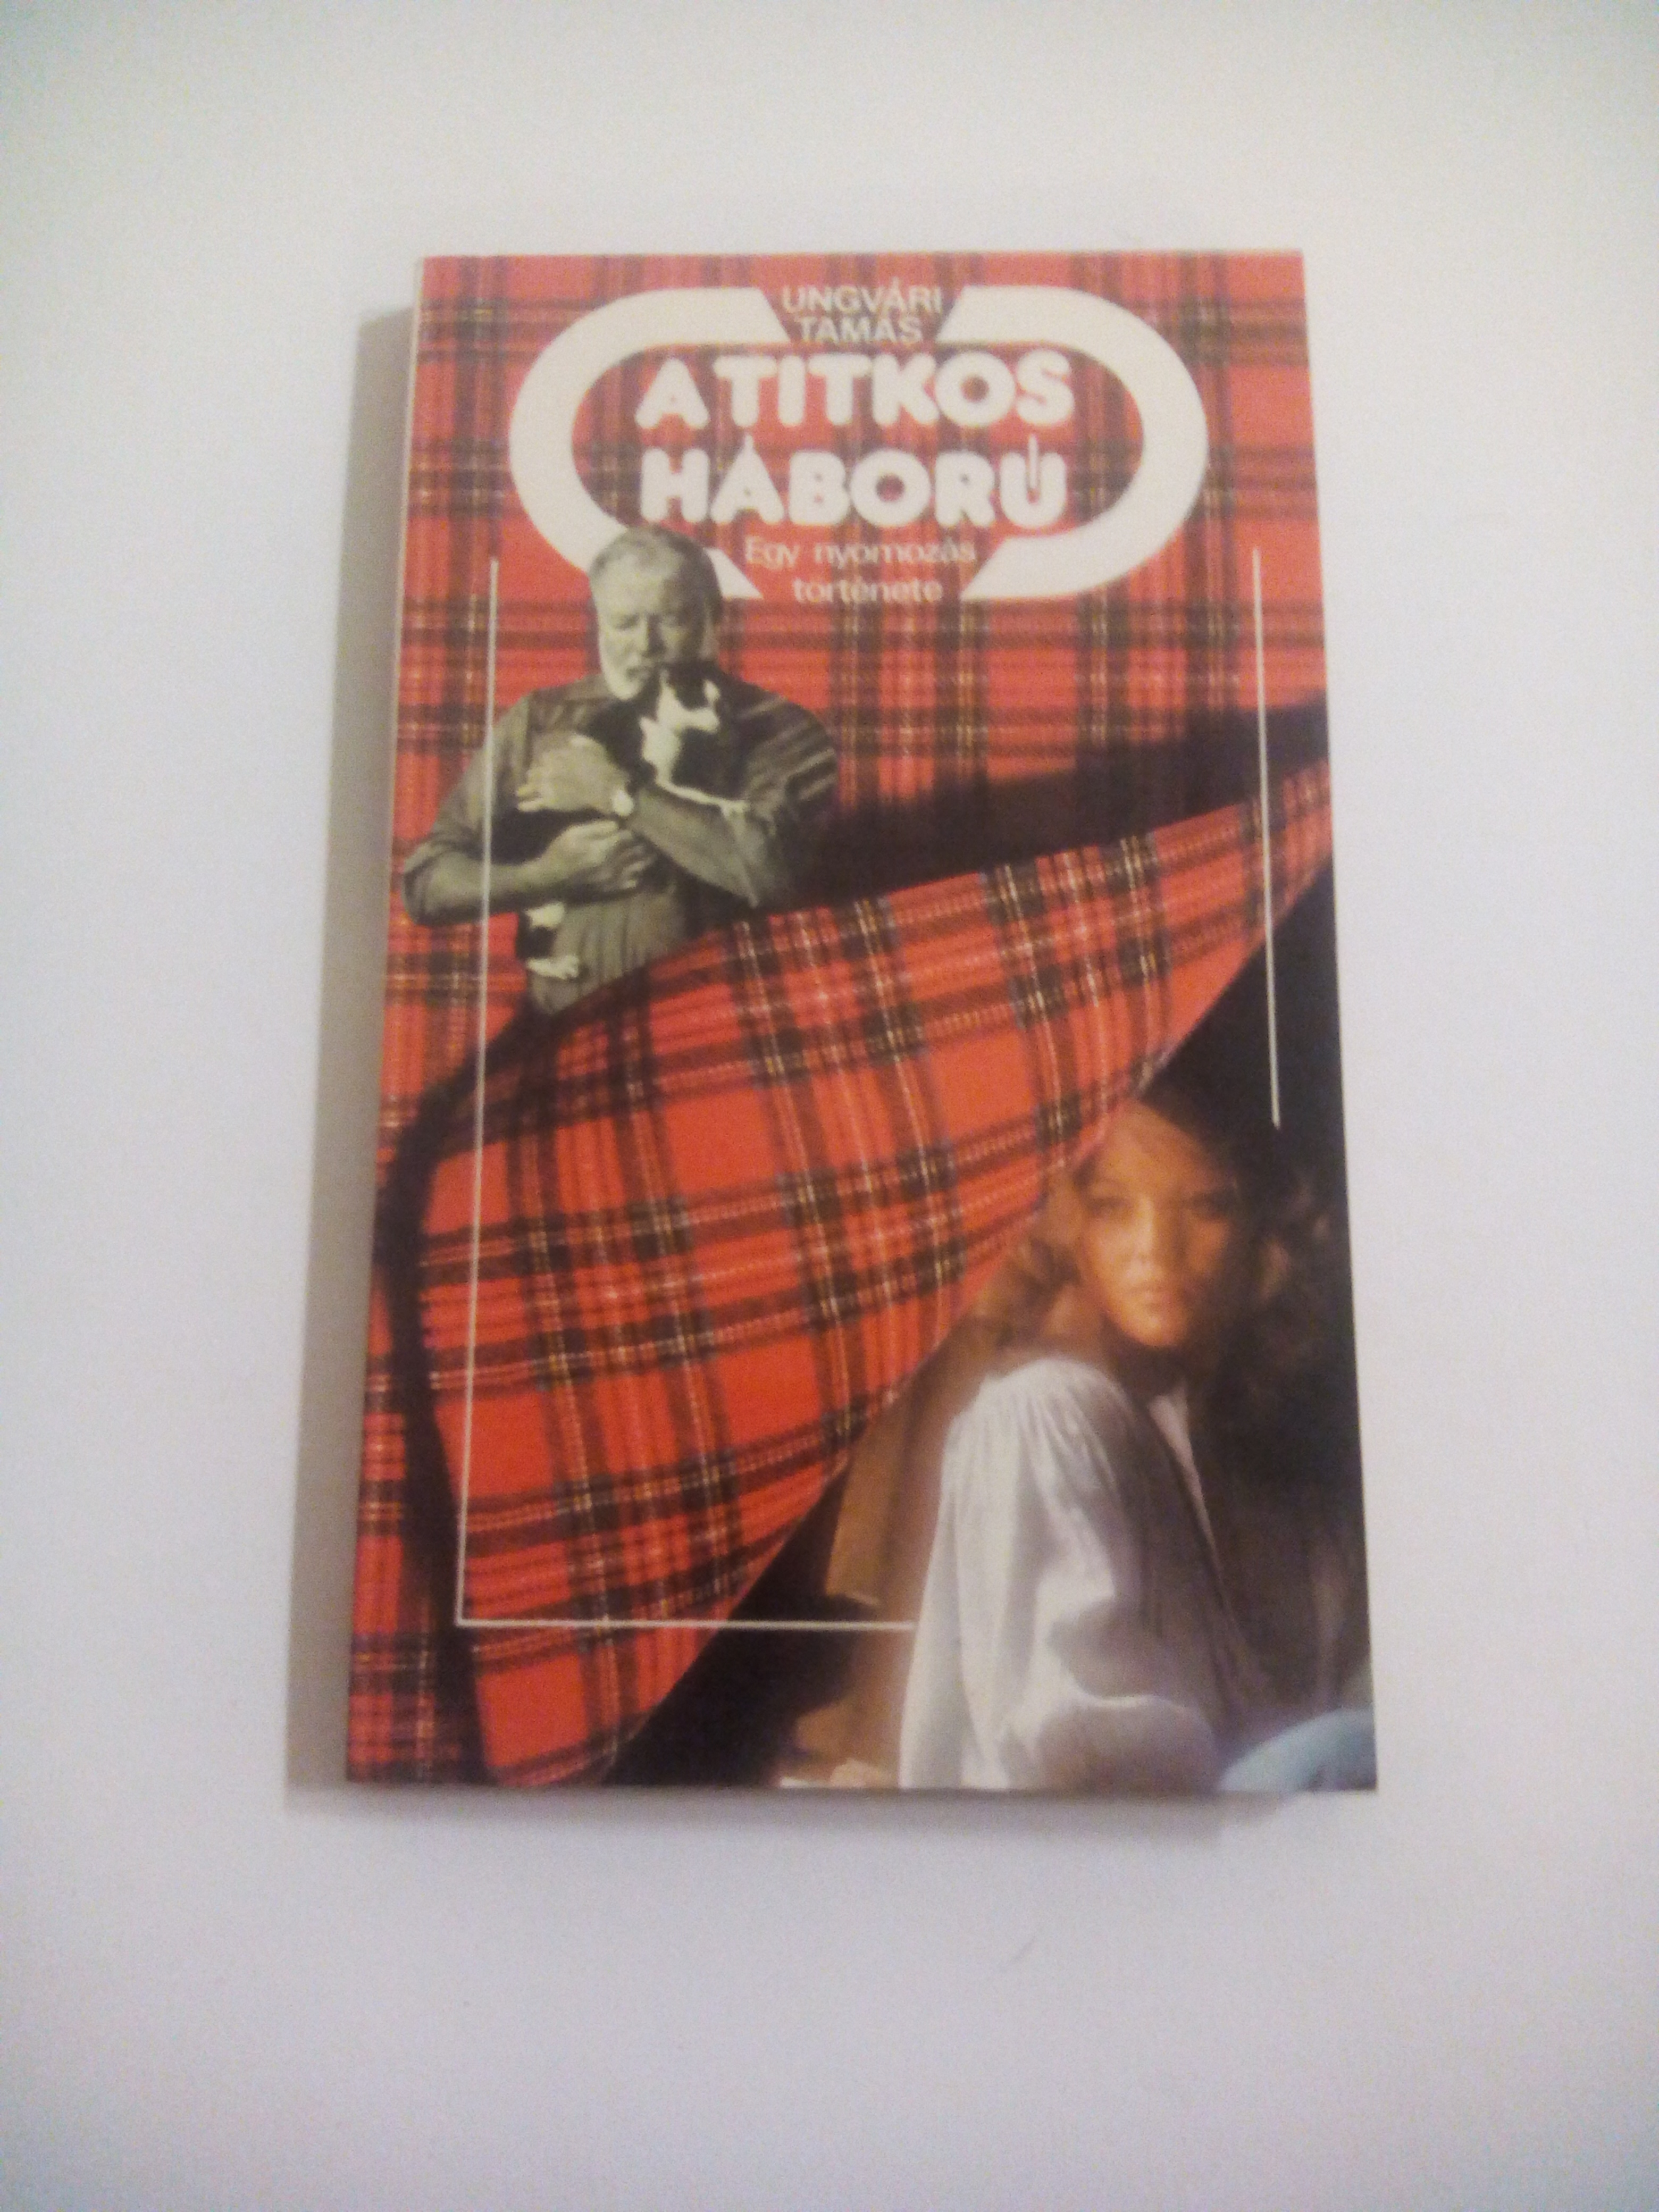 UNGVÁRI
TAMÁS
A TITKOS
HÁBORÚ
Egy nyomozás
története